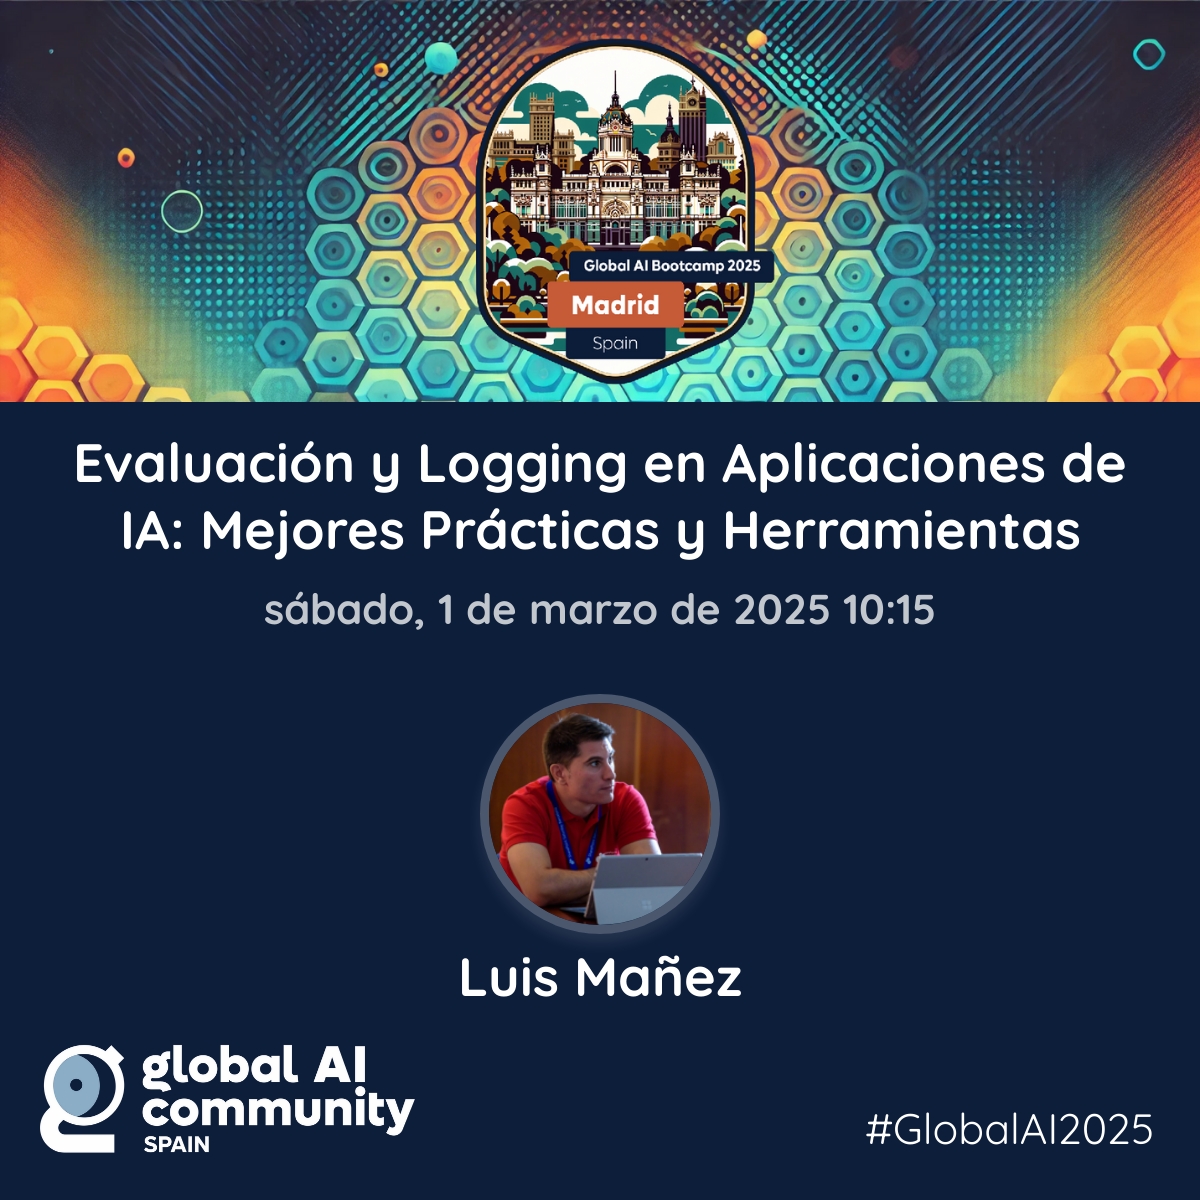 Global AI Bootcamp 2025
Madrid
Spain
Evaluación y Logging en Aplicaciones de
IA: Mejores Prácticas y Herramientas
sábado, 1 de marzo de 2025 10:15
Luis Mañez
global AI
community
SPAIN
#GlobalAI2025